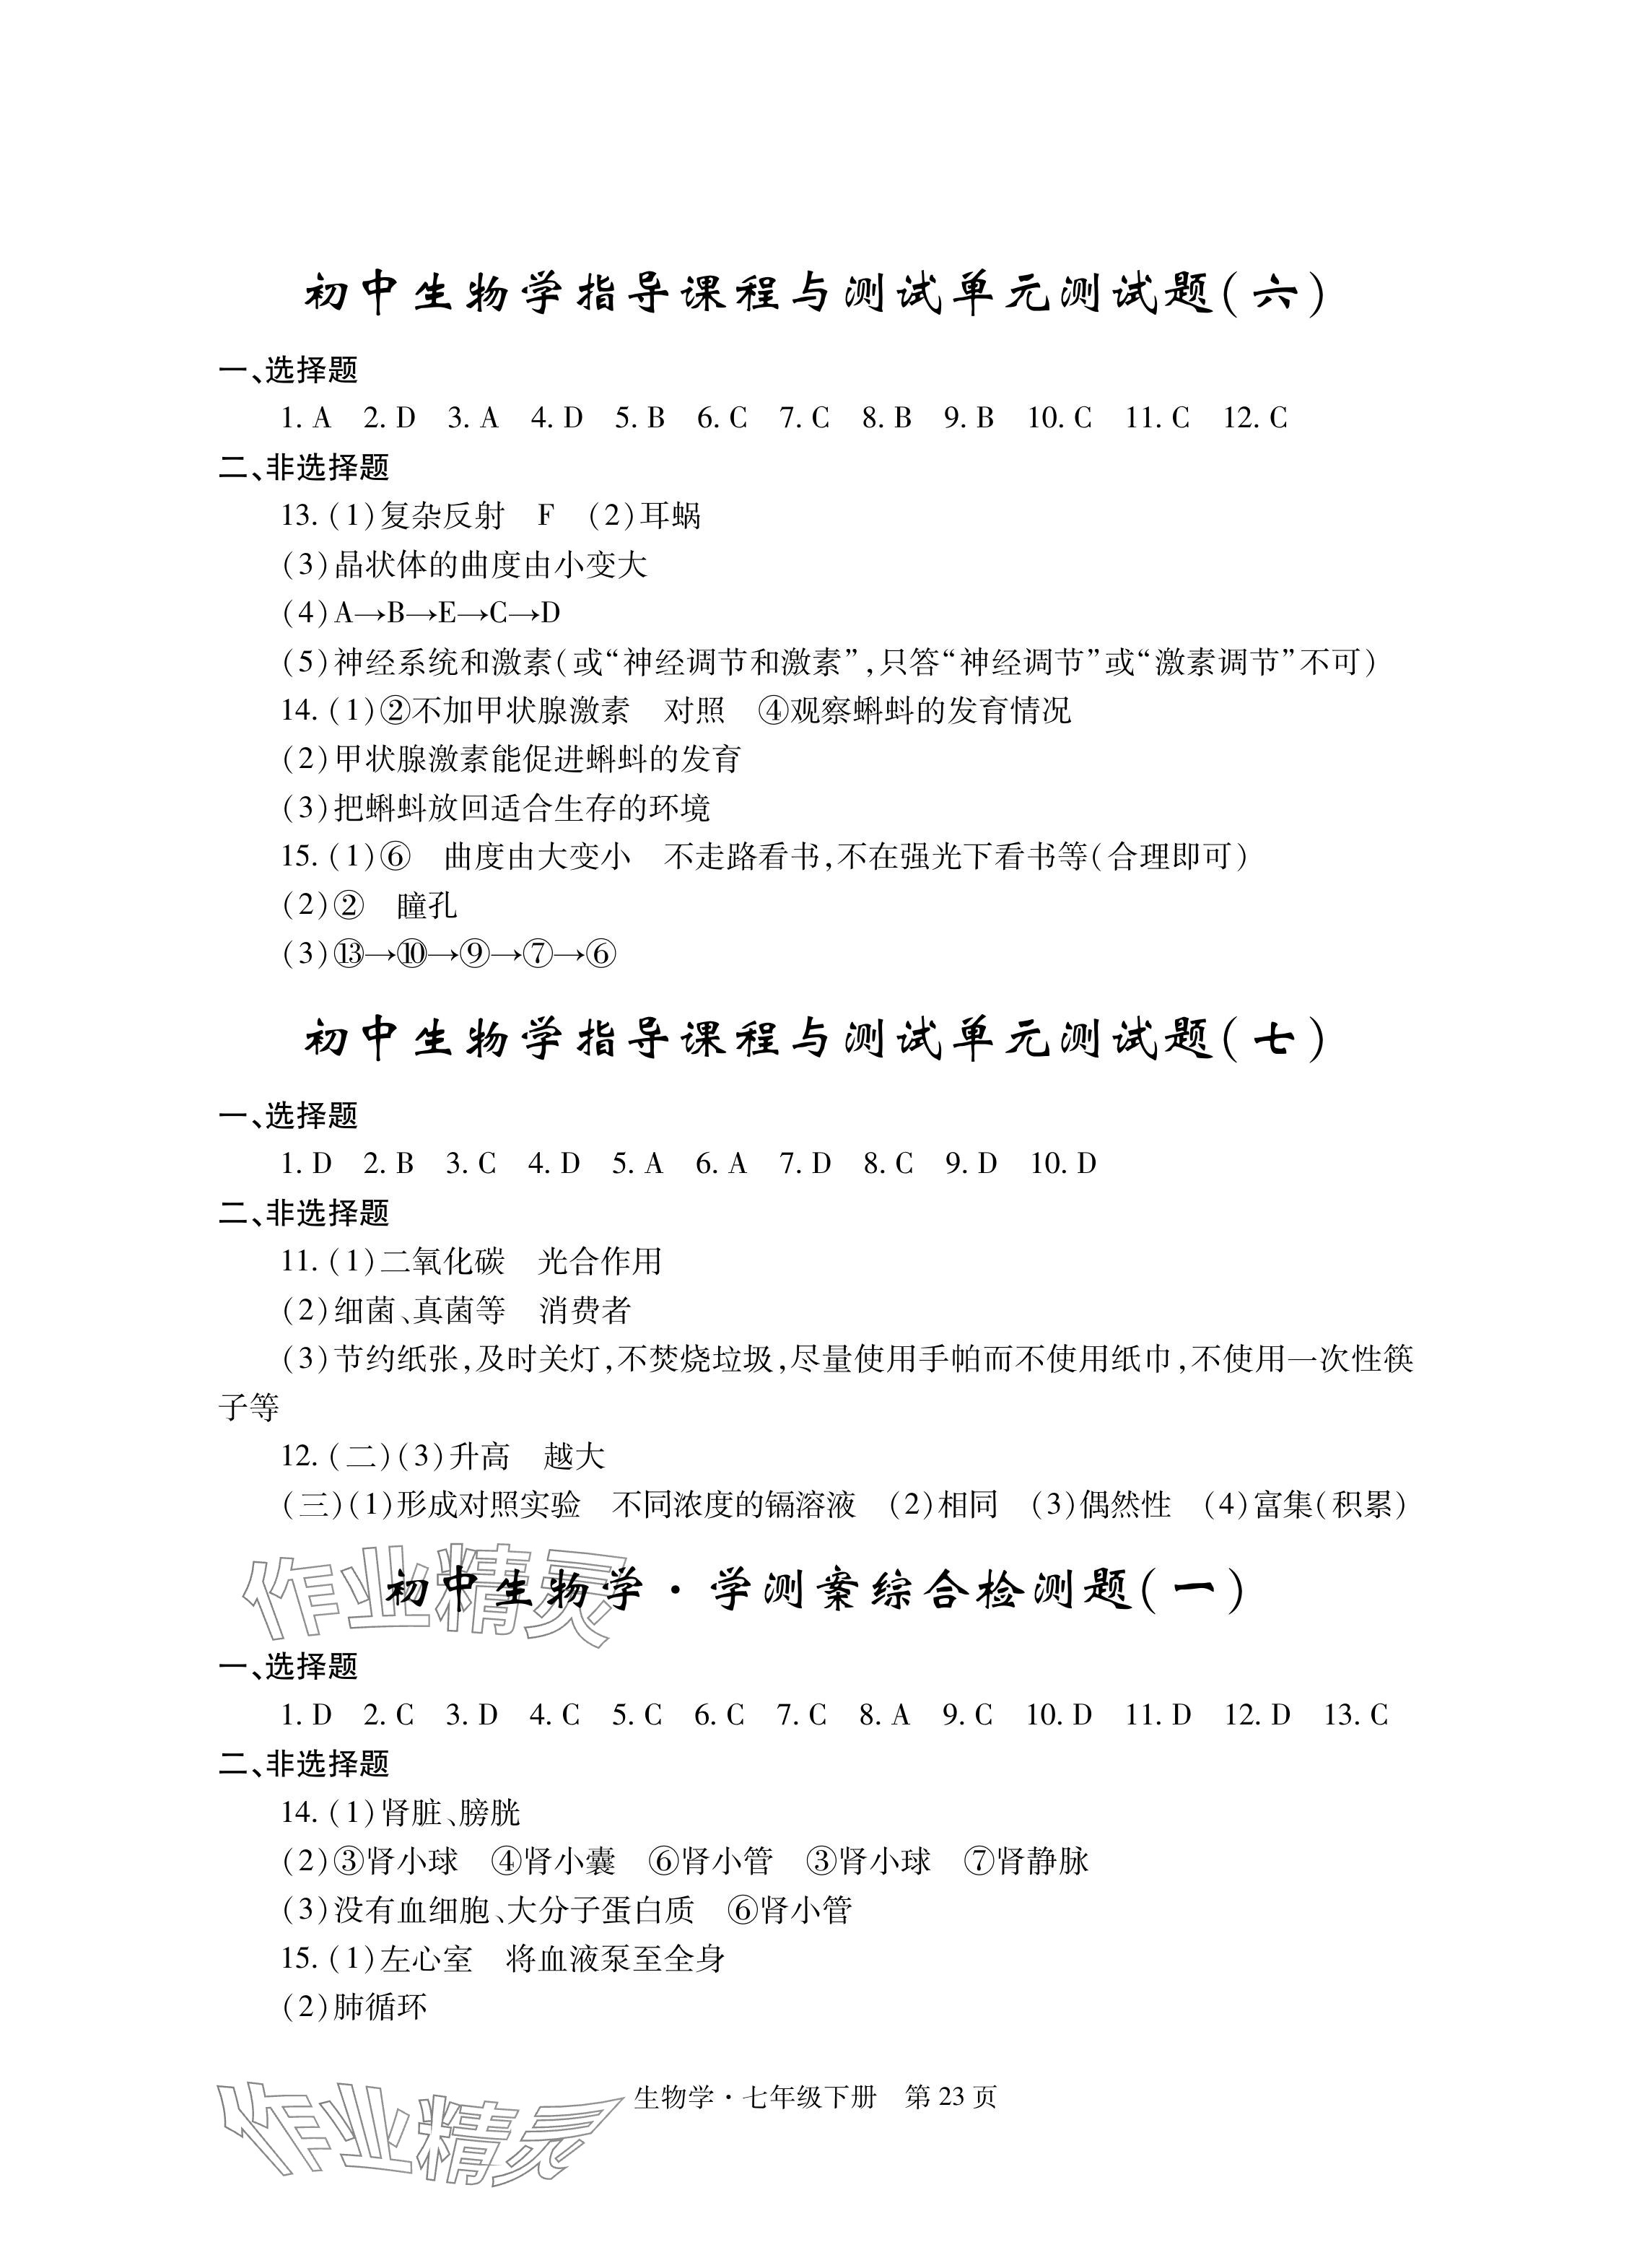 初中生物学指导课程与测试单元测试题(六)
一、选择题
1. A 2. D 3. A 4. D 5. B 6. C 7. C 8. B 9. B 10. C 11. C 12. C
二、非选择题
13. (1)复杂反射 F (2)耳蜗
(3)晶状体的曲度由小变大
(4)A→B→E→C→D
(5)神经系统和激素(或“神经调节和激素”,只答“神经调节”或“激素调节”不可)
14. (1)②不加甲状腺激素 对照 ④观察蝌蚪的发育情况
(2)甲状腺激素能促进蝌蚪的发育
(3)把蝌蚪放回适合生存的环境
15. (1)⑥ 曲度由大变小 不走路看书,不在强光下看书等(合理即可)
(2)② 瞳孔
(3)⑬→⑩→⑨→⑦→⑥
初中生物学指导课程与测试单元测试题(七)
一、选择题
1. D 2. B 3. C 4. D 5. A 6. A 7. D 8. C 9. D 10. D
二、非选择题
11. (1)二氧化碳 光合作用
(2)细菌、真菌等 消费者
(3)节约纸张,及时关灯,不焚烧垃圾,尽量使用手帕而不使用纸巾,不使用一次性筷
子等
12. (二)(3)升高 越大
(三)(1)形成对照实验 不同浓度的镉溶液 (2)相同 (3)偶然性 (4)富集(积累)
作业精灵
初中生物学·学测案综合检测题(一)
一、选择题
1. D 2. C 3. D 4. C 5. C 6. C 7. C 8. A 9. C 10. D 11. D 12. D 13. C
二、非选择题
14. (1)肾脏、膀胱
(2)③肾小球 ④肾小囊 ⑥肾小管 ③肾小球 ⑦肾静脉
(3)没有血细胞、大分子蛋白质 ⑥肾小管
15. (1)左心室 将血液泵至全身
(2)肺循环
作业精灵
生物学·七年级下册 第 23 页